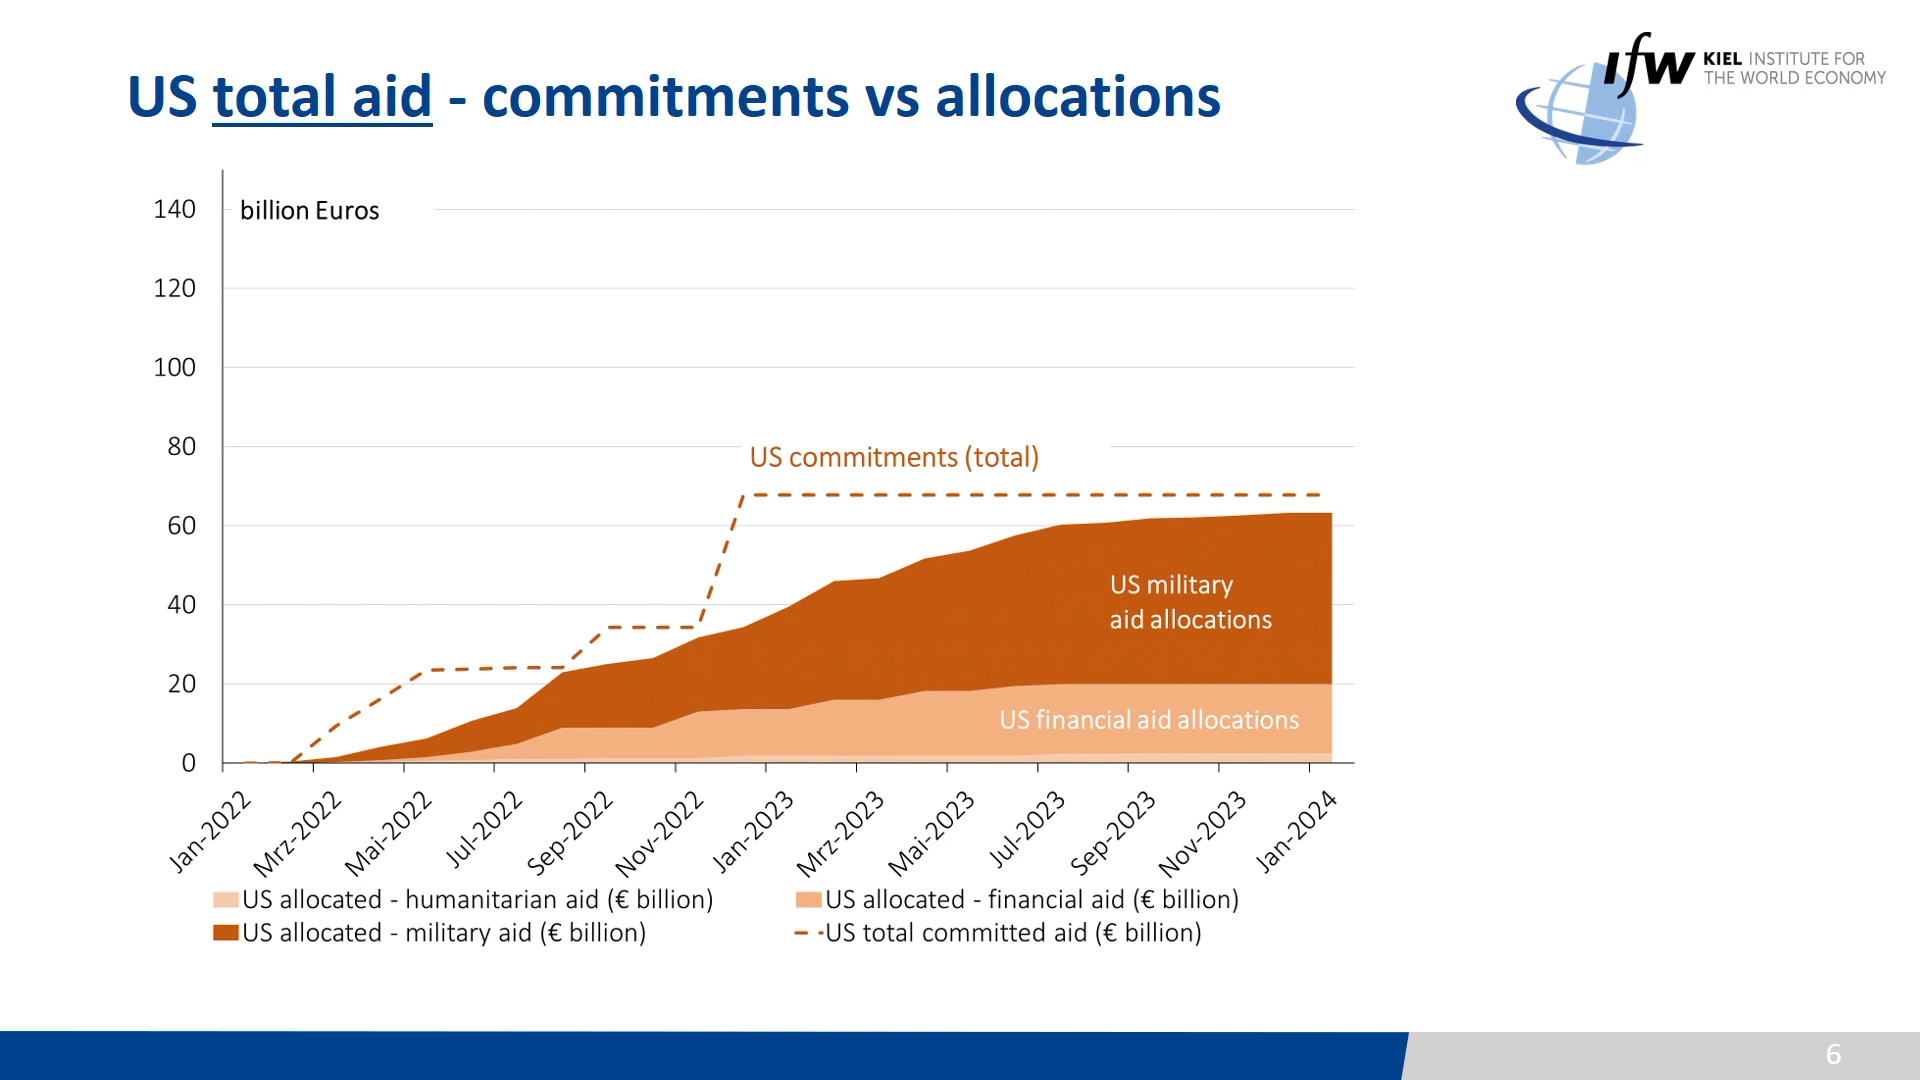 US total aid - commitments vs allocations
ifw KIEL INSTITUTE FOR
THE WORLD ECONOMY
billion Euros
140
120
100
80
60
40
20
0
US commitments (total)
US military
aid allocations
US financial aid allocations
Jan-2022
Mrz-2022
Mai-2022
Jul-2022
Sep-2022
Nov-2022
Jan-2023
Mrz-2023
Mai-2023
Jul-2023
Sep-2023
Nov-2023
Jan-2024
US allocated - humanitarian aid (€ billion)
US allocated - financial aid (€ billion)
US allocated - military aid (€ billion)
US total committed aid (€ billion)
6